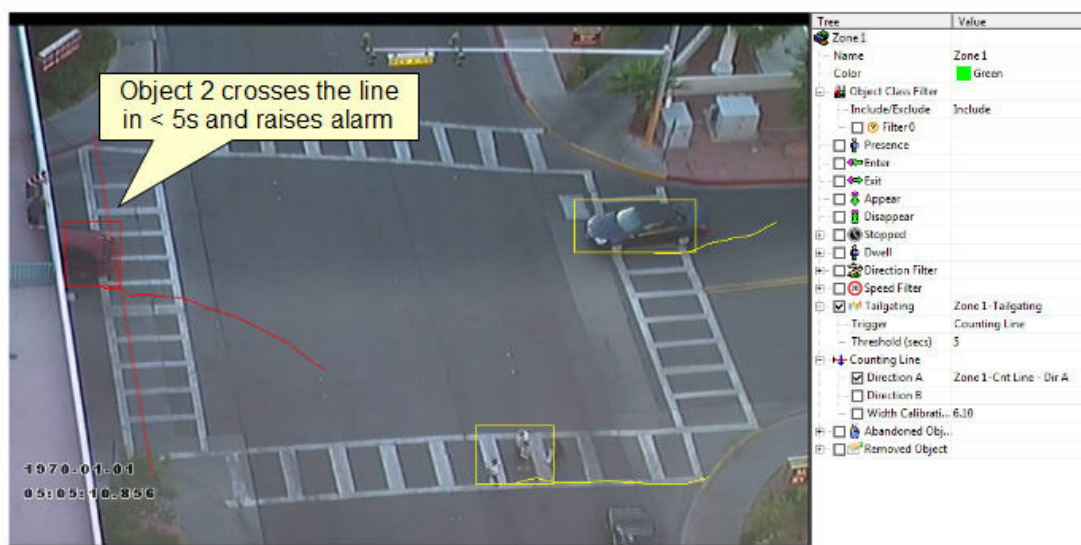 Object 2 crosses the line
in < 5s and raises alarm
1970-01-01
05:05:10.856
Tree Value
Zone 1
Name Zone 1
Color Green
Object Class Filter
Include/Exclude Include
Filter 0
Presence
Enter
Exit
Appear
Disappear
Stopped
Dwell
Direction Filter
Speed Filter
Tailgating Zone 1-Tailgating
Trigger Counting Line
Threshold (secs) 5
Counting Line
Direction A Zone 1-Cnt Line - Dir A
Direction B
Width Calibrati... 6.10
Abandoned Obj...
Removed Object